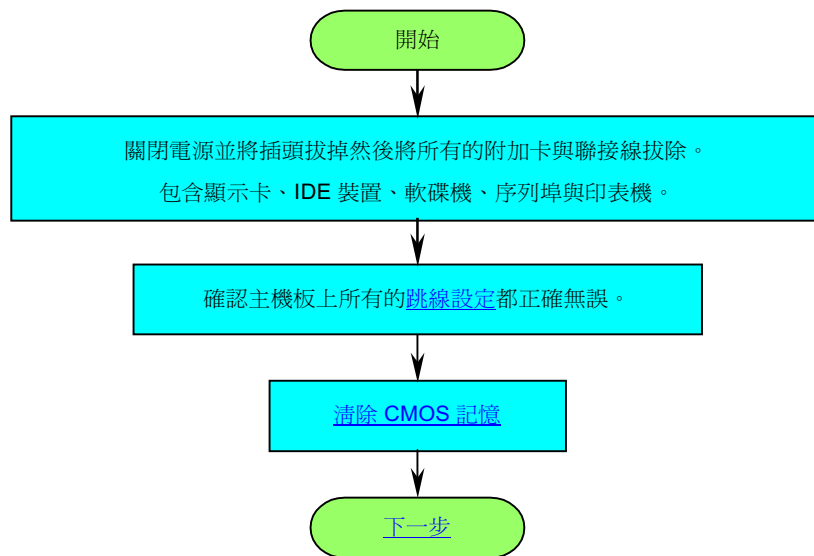 開始
關閉電源並將插頭拔掉然後將所有的附加卡與聯接線拔除。
包含顯示卡、IDE 裝置、軟碟機、序列埠與印表機。
確認主機板上所有的跳線設定都正確無誤。
清除 CMOS 記憶
下一步